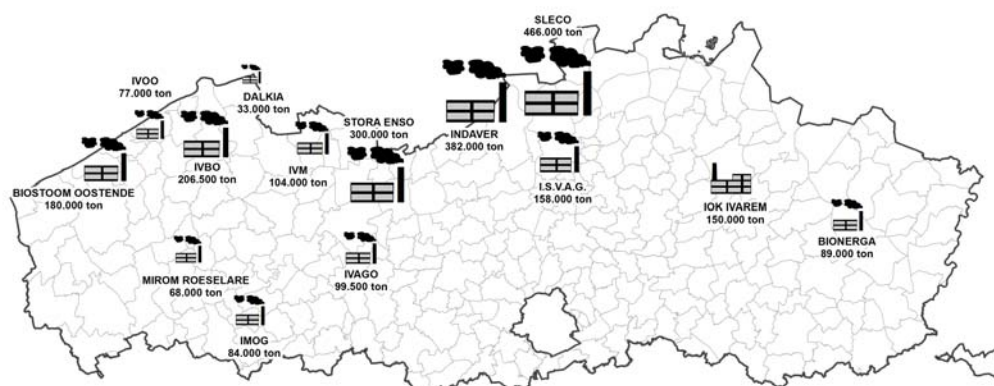 SLECO
466.000 ton
IVOO
77.000 ton
DALKIA
33.000 ton
STORA ENSO
300.000 ton
INDAVER
382.000 ton
IVBO
206.500 ton
IVM
104.000 ton
BIOSTOOM OOSTENDE
180.000 ton
I.S.V.A.G.
158.000 ton
IOK IVAREM
150.000 ton
BIONERGA
89.000 ton
MIROM ROESELARE
68.000 ton
IVAGO
99.500 ton
IMOG
84.000 ton